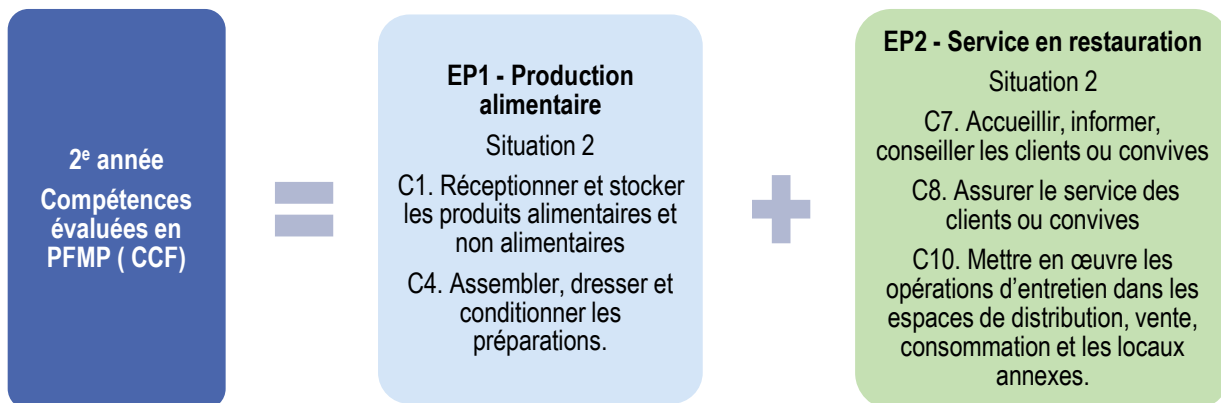 2e année
Compétences
évaluées en
PFMP ( CCF)
EP1 - Production
alimentaire
Situation 2
C1. Réceptionner et stocker
les produits alimentaires et
non alimentaires
C4. Assembler, dresser et
conditionner les
préparations.
EP2 - Service en restauration
Situation 2
C7. Accueillir, informer,
conseiller les clients ou convives
C8. Assurer le service des
clients ou convives
C10. Mettre en œuvre les
opérations d’entretien dans les
espaces de distribution, vente,
consommation et les locaux
annexes.